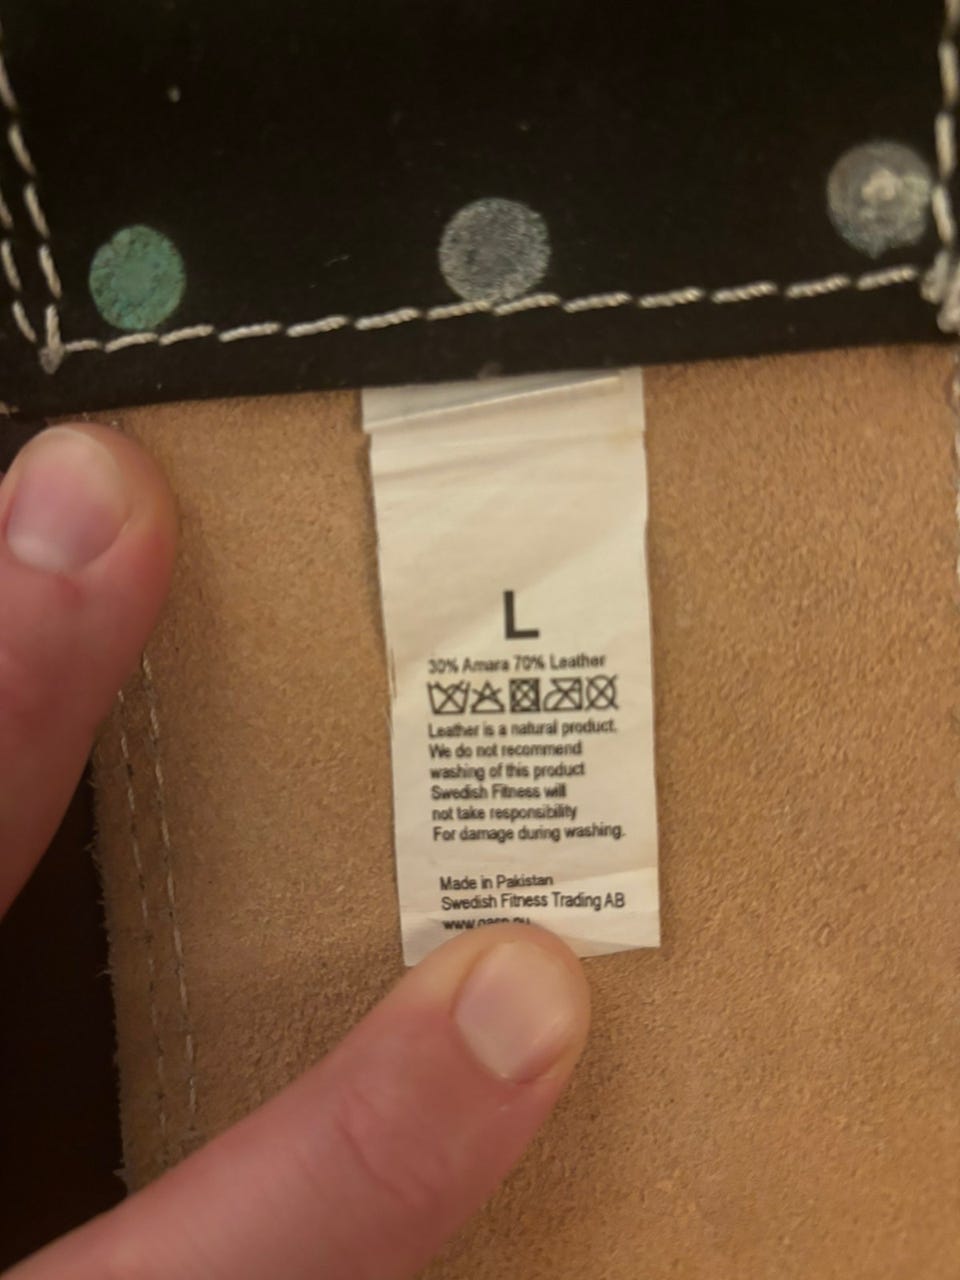 L
30% Amara 70% Leather
Leather is a natural product.
We do not recommend
washing of this product
Swedish Fitness will
not take responsibility
For damage during washing.
Made in Pakistan
Swedish Fitness Trading AB